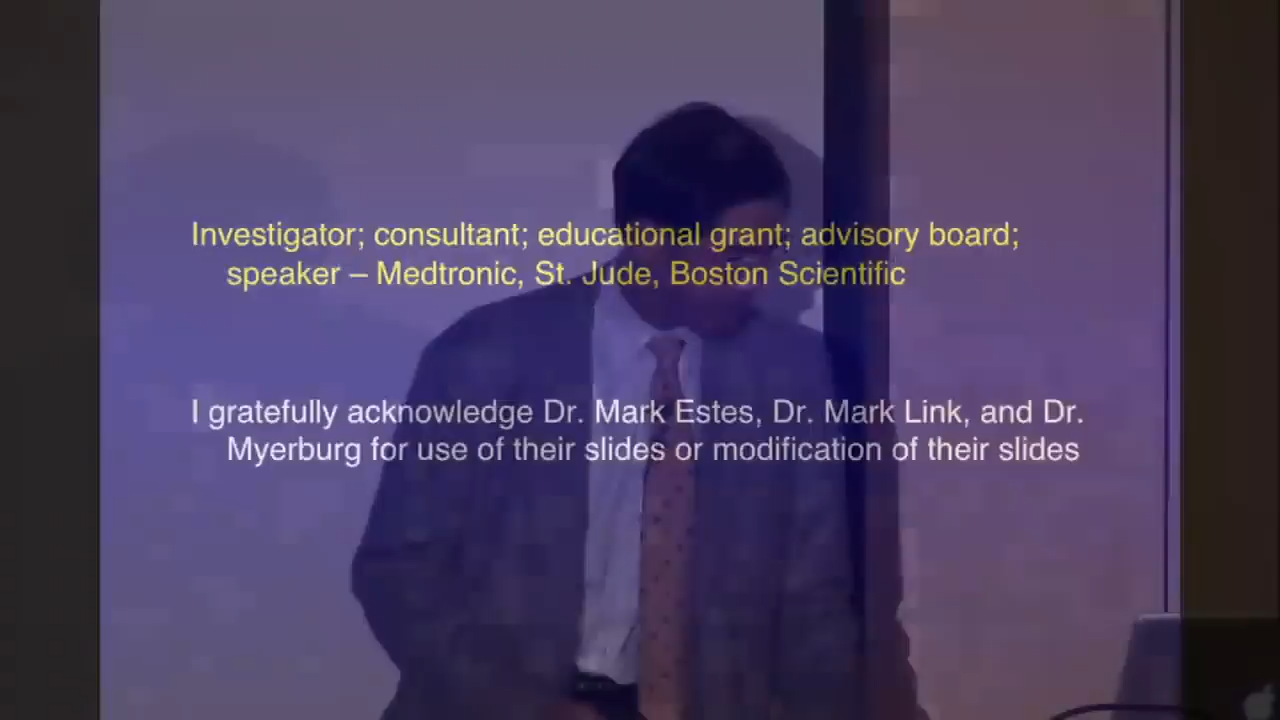 Investigator; consultant; educational grant; advisory board;
speaker – Medtronic, St. Jude, Boston Scientific
I gratefully acknowledge Dr. Mark Estes, Dr. Mark Link, and Dr.
Myerburg for use of their slides or modification of their slides